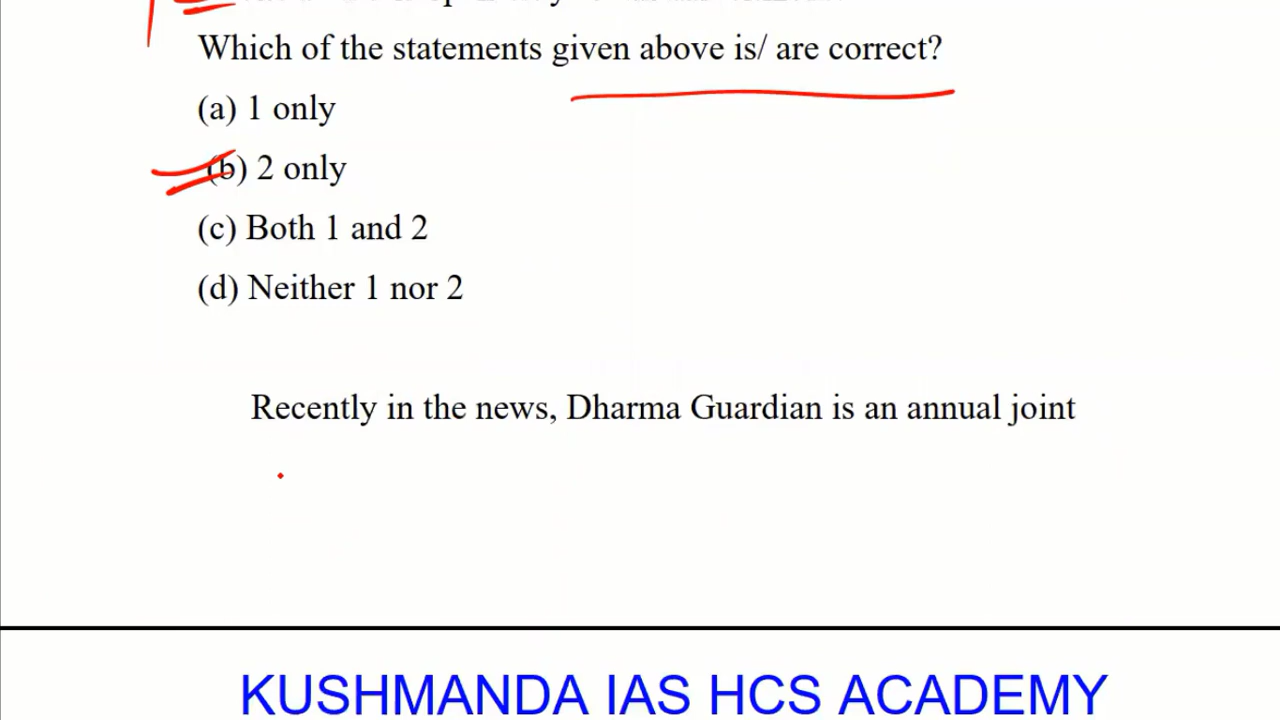 Which of the statements given above is/ are correct?
(a) 1 only
(b) 2 only
(c) Both 1 and 2
(d) Neither 1 nor 2
Recently in the news, Dharma Guardian is an annual joint
KUSHMANDA IAS HCS ACADEMY